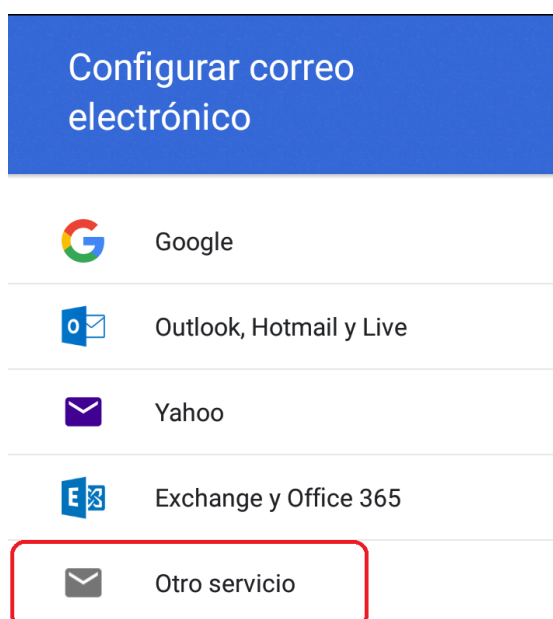 Configurar correo
electrónico
Google
Outlook, Hotmail y Live
Yahoo
Exchange y Office 365
Otro servicio